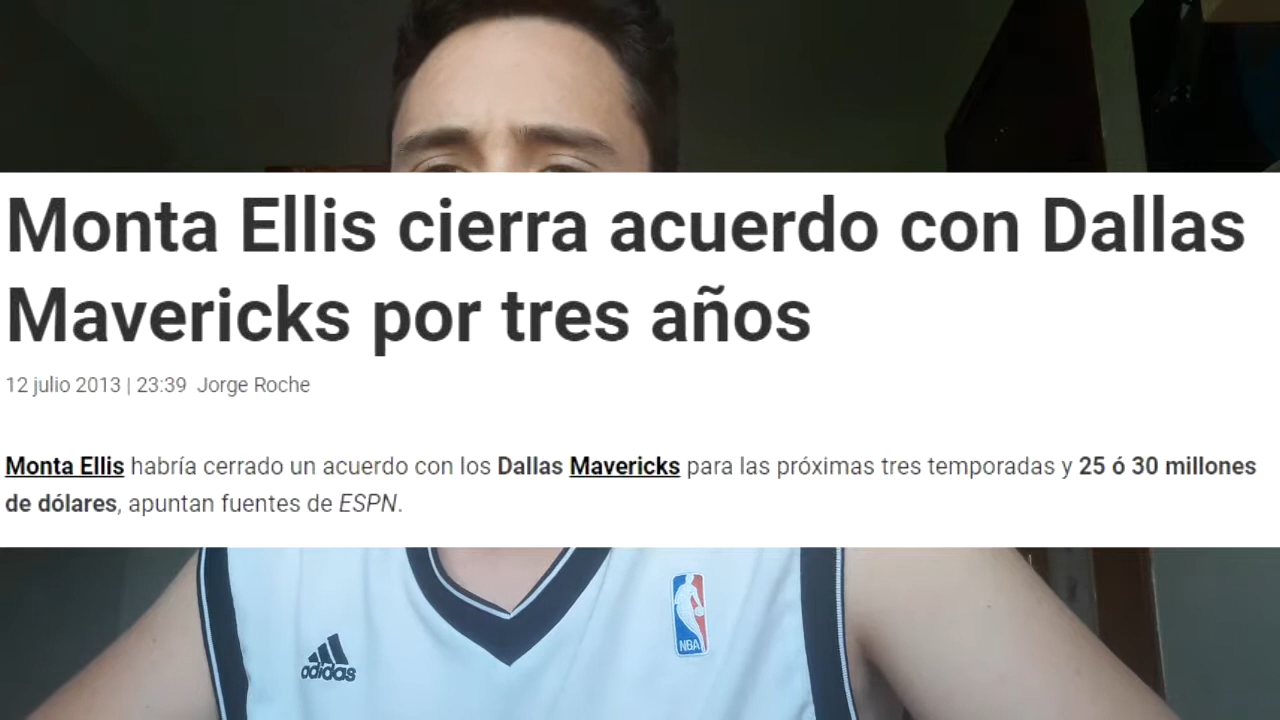 Monta Ellis cierra acuerdo con Dallas
Mavericks por tres años
12 julio 2013 | 23:39 Jorge Roche
Monta Ellis habría cerrado un acuerdo con los Dallas Mavericks para las próximas tres temporadas y 25 ó 30 millones
de dólares, apuntan fuentes de ESPN.
adidas
NBA